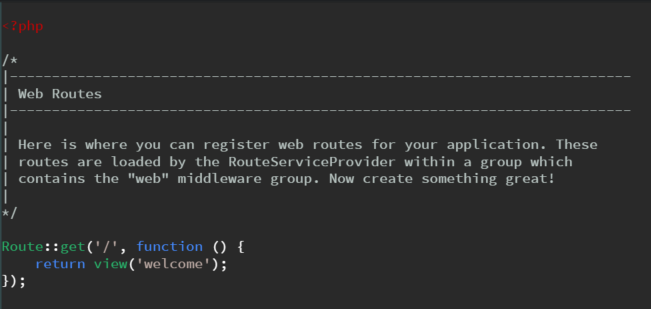 <?php
/*
|--------------------------------------------------------------------------
| Web Routes
|--------------------------------------------------------------------------
|
| Here is where you can register web routes for your application. These
| routes are loaded by the RouteServiceProvider within a group which
| contains the "web" middleware group. Now create something great!
|
*/
Route::get('/', function () {
    return view('welcome');
});